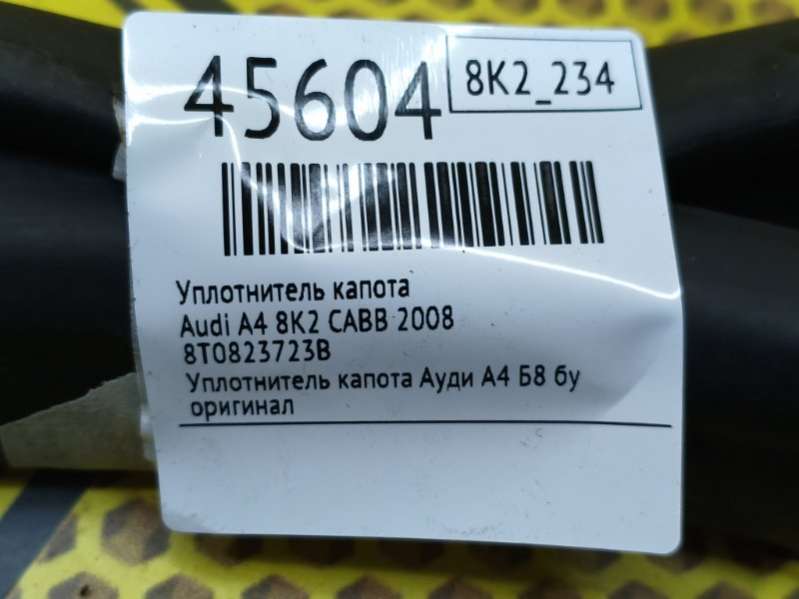 45604
8K2_234
Уплотнитель капота
Audi A4 8K2 CABB 2008
8T0823723B
Уплотнитель капота Ауди А4 Б8 бу
оригинал